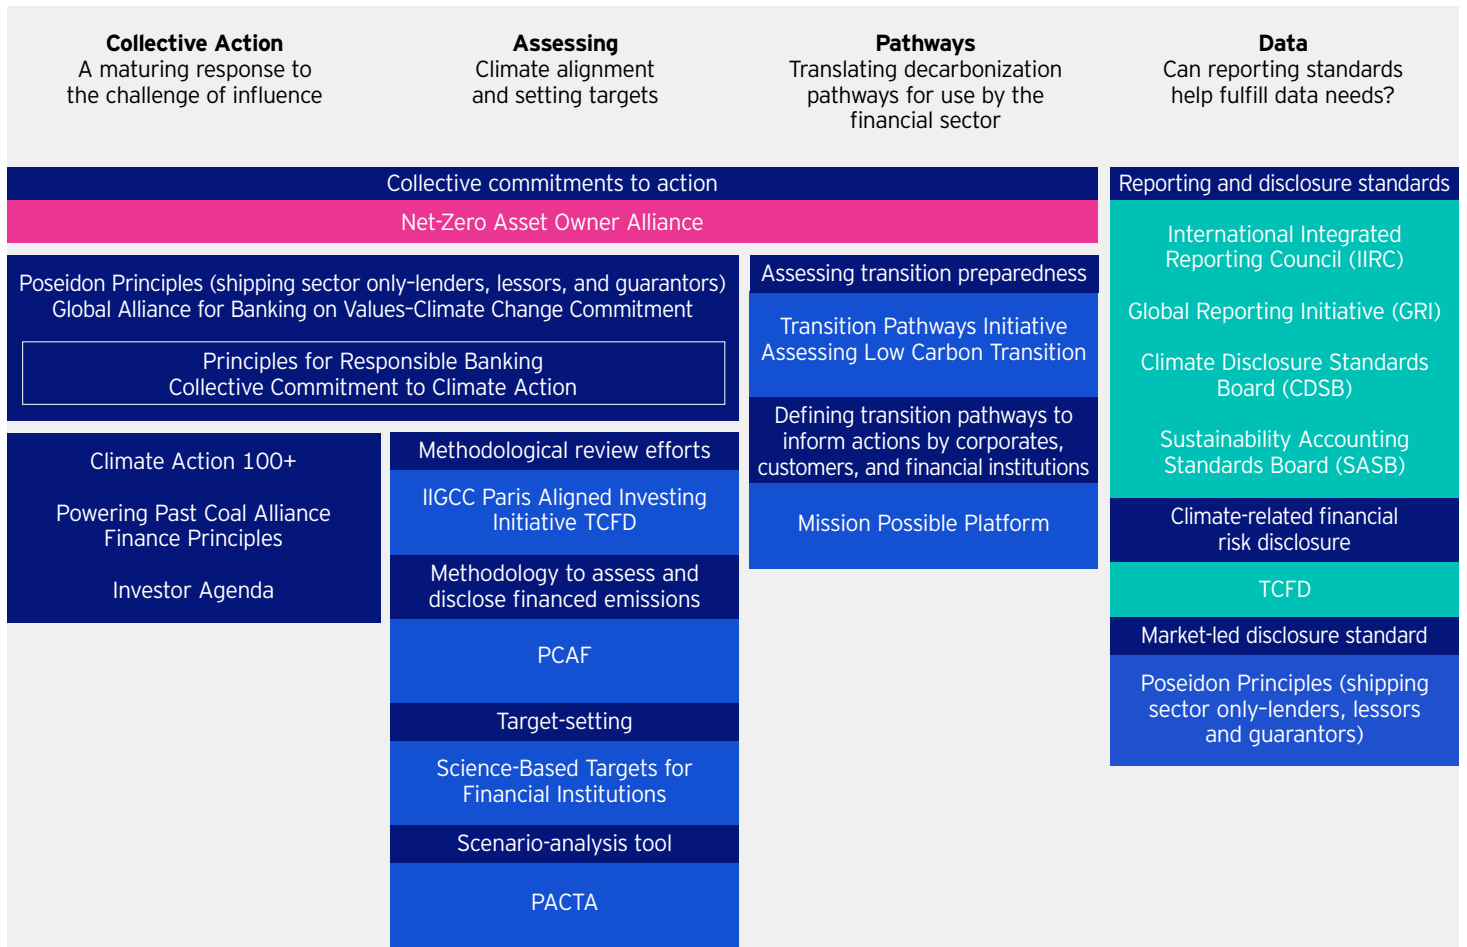 Collective Action
A maturing response to
the challenge of influence
Assessing
Climate alignment
and setting targets
Pathways
Translating decarbonization
pathways for use by the
financial sector
Data
Can reporting standards
help fulfill data needs?
Collective commitments to action
Net-Zero Asset Owner Alliance
Poseidon Principles (shipping sector only–lenders, lessors, and guarantors)
Global Alliance for Banking on Values–Climate Change Commitment
Principles for Responsible Banking
Collective Commitment to Climate Action
Climate Action 100+
Powering Past Coal Alliance
Finance Principles
Investor Agenda
Methodological review efforts
IIGCC Paris Aligned Investing
Initiative TCFD
Methodology to assess and
disclose financed emissions
PCAF
Target-setting
Science-Based Targets for
Financial Institutions
Scenario-analysis tool
PACTA
Assessing transition preparedness
Transition Pathways Initiative
Assessing Low Carbon Transition
Defining transition pathways to
inform actions by corporates,
customers, and financial institutions
Mission Possible Platform
Reporting and disclosure standards
International Integrated
Reporting Council (IIRC)
Global Reporting Initiative (GRI)
Climate Disclosure Standards
Board (CDSB)
Sustainability Accounting
Standards Board (SASB)
Climate-related financial
risk disclosure
TCFD
Market-led disclosure standard
Poseidon Principles (shipping
sector only–lenders, lessors
and guarantors)